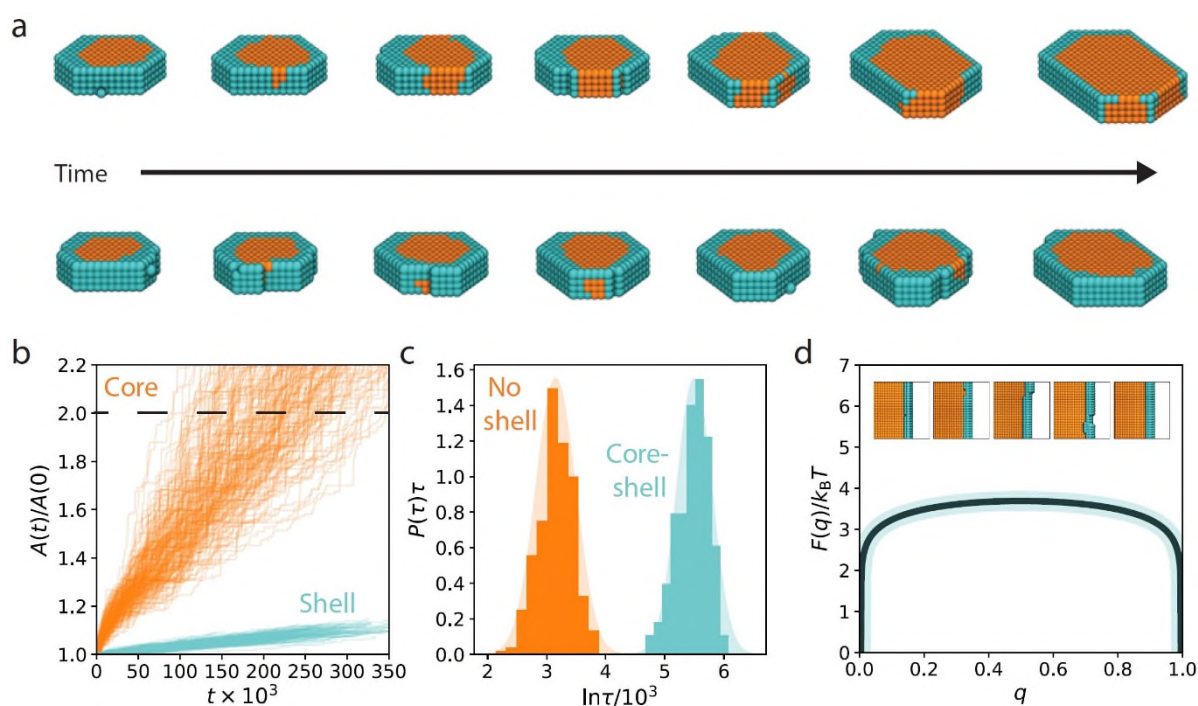 a
Time
b
2.2
2.0
1.8
1.6
1.4
1.2
1.0
A(t)/A(0)
Core
Shell
0 50 100 150 200 250 300 350
t × 10³
c
1.6
1.4
1.2
1.0
0.8
0.6
0.4
0.2
0.0
P(τ)τ
No
shell
Core-
shell
2 3 4 5 6
lnτ/10³
d
7
6
5
4
3
2
1
0
F(q)/k_BT
0.0 0.2 0.4 0.6 0.8 1.0
q